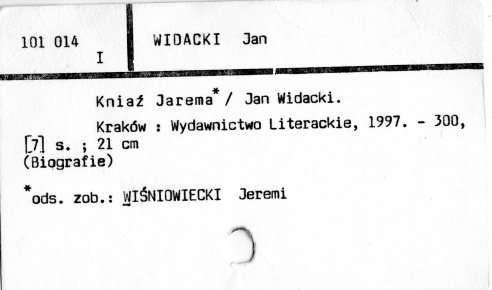 101 014 WIDACKI Jan
I
Kniaź Jarema* / Jan Widacki.
Kraków : Wydawnictwo Literackie, 1997. - 300,
[7] s. ; 21 cm
(Biografie)
*ods. zob.: WIŚNIOWIECKI Jeremi